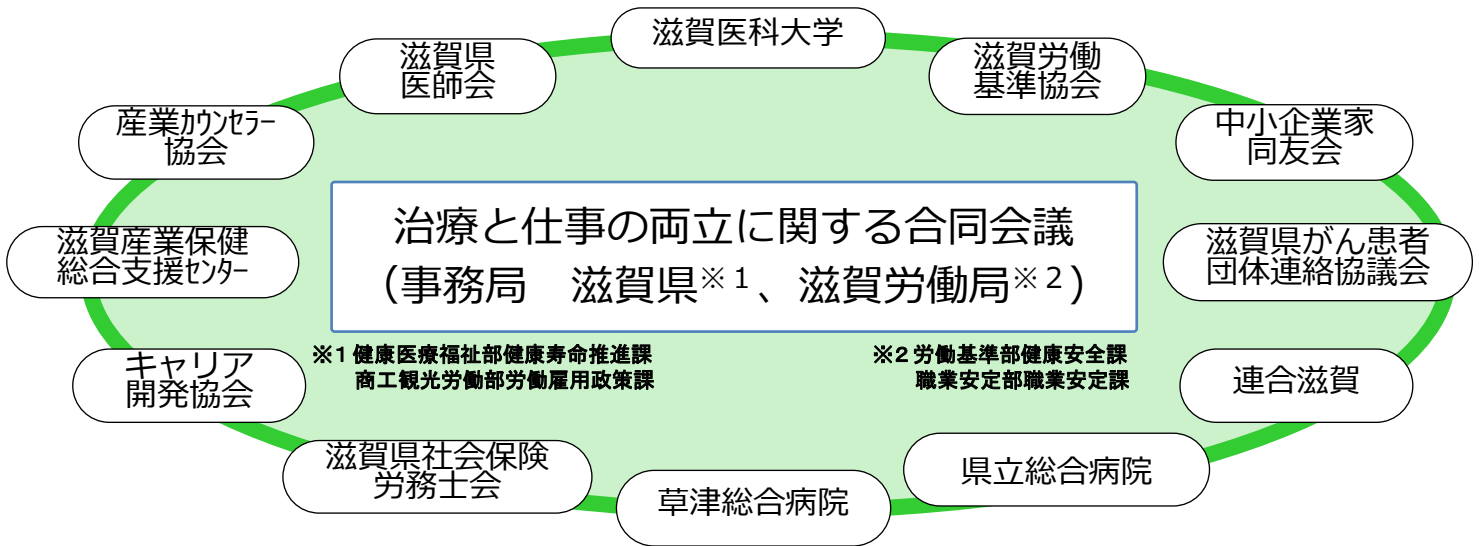 滋賀医科大学
滋賀県
医師会
滋賀労働
基準協会
産業ｶｳﾝｾﾗｰ
協会
中小企業家
同友会
治療と仕事の両立に関する合同会議
（事務局　滋賀県※１、滋賀労働局※２）
滋賀産業保健
総合支援ｾﾝﾀｰ
滋賀県がん患者
団体連絡協議会
※１健康医療福祉部健康寿命推進課
商工観光労働部労働雇用政策課
※２労働基準部健康安全課
職業安定部職業安定課
キャリア
開発協会
連合滋賀
滋賀県社会保険
労務士会
草津総合病院
県立総合病院